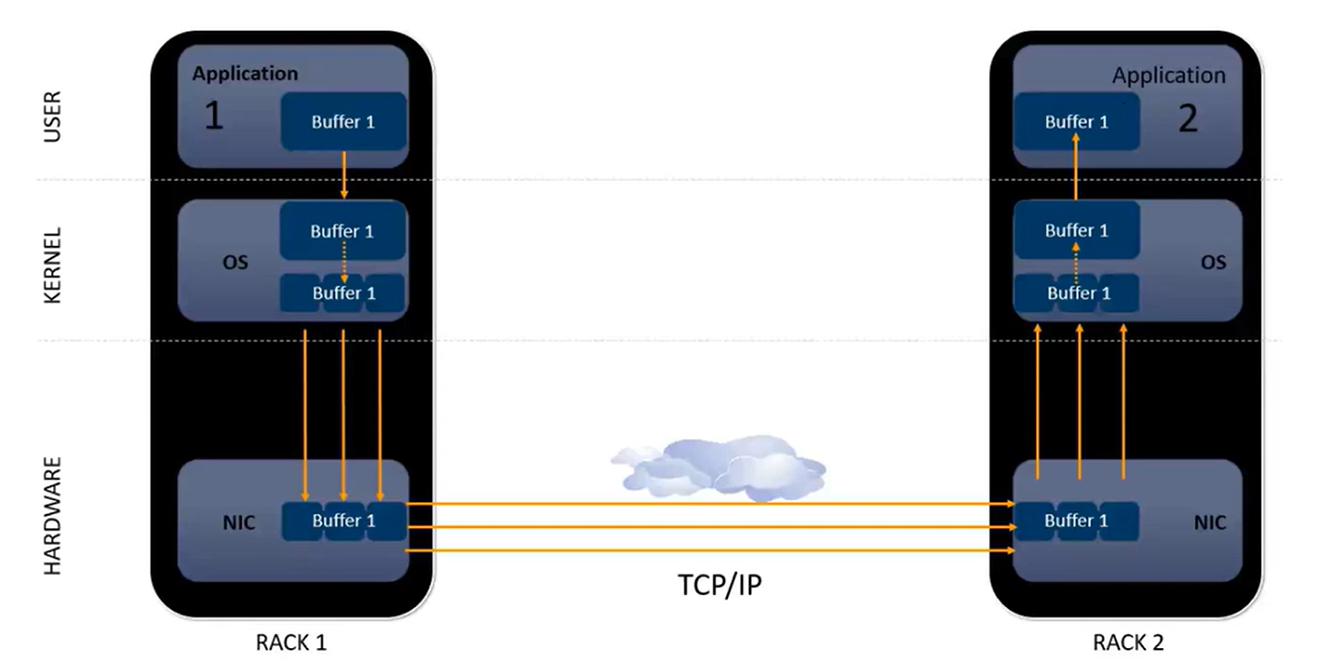 USER
KERNEL
HARDWARE
Application
1
Buffer 1
OS
Buffer 1
Buffer 1
NIC
Buffer 1
RACK 1
TCP/IP
Application
2
Buffer 1
Buffer 1
OS
Buffer 1
Buffer 1
NIC
RACK 2